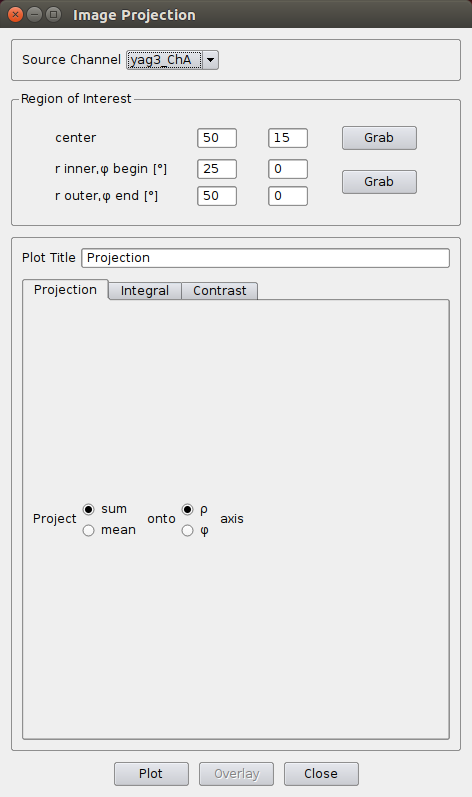 Image Projection
Source Channel yag3_ChA
Region of Interest
center 50 15 Grab
r inner,φ begin [°] 25 0
Grab
r outer,φ end [°] 50 0
Plot Title Projection
Projection Integral Contrast
Project sum onto ρ axis
mean φ
Plot Overlay Close